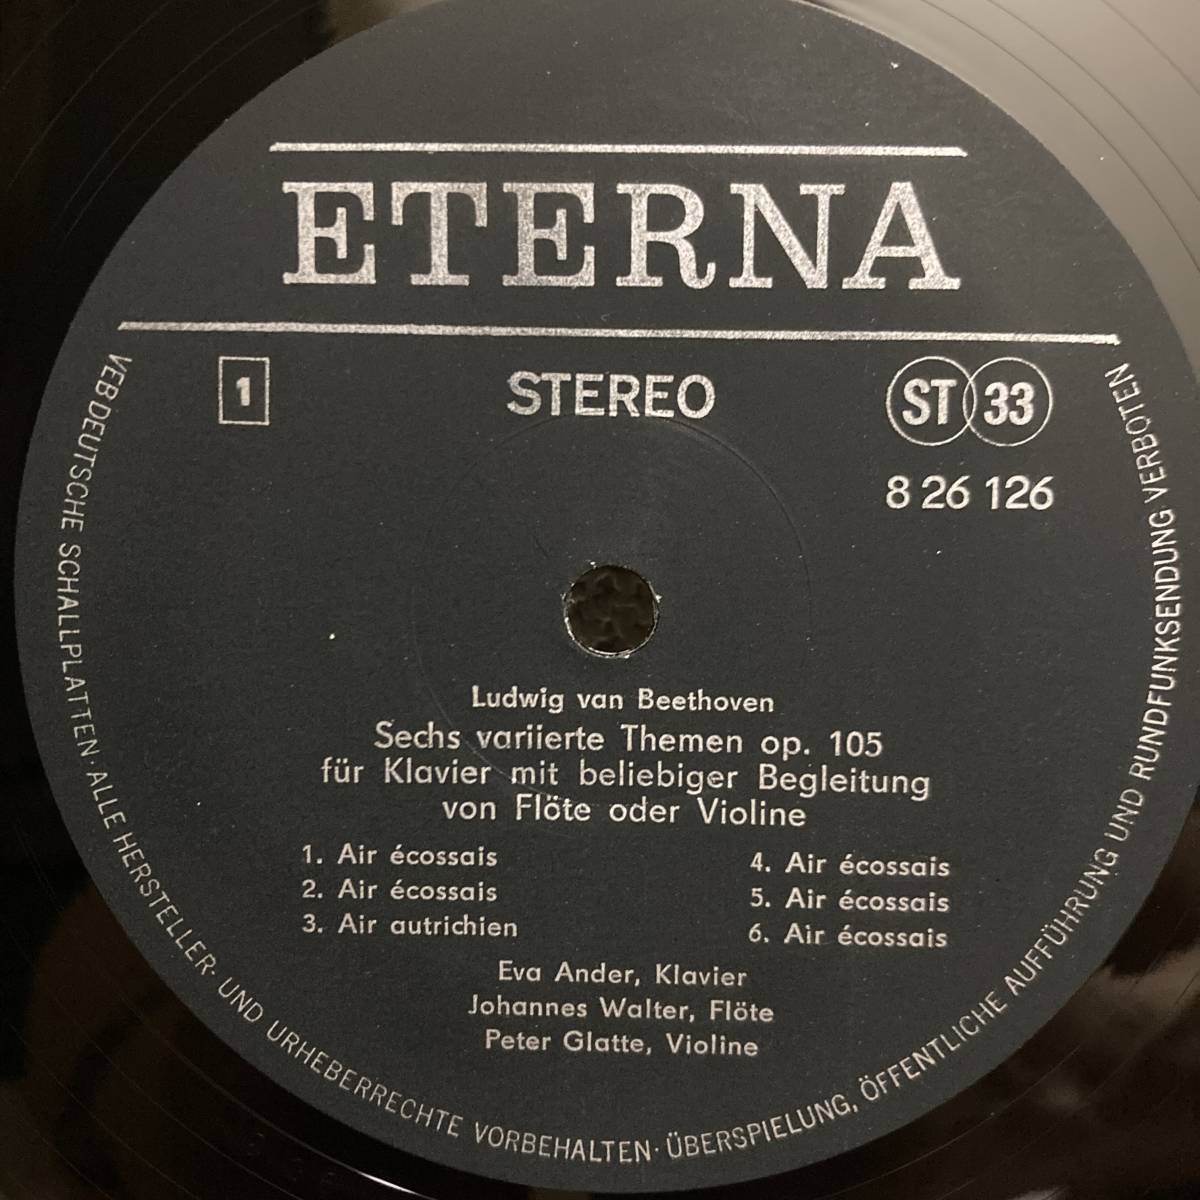 ETERNA
1
STEREO
ST 33
8 26 126
Ludwig van Beethoven
Sechs variierte Themen op. 105
für Klavier mit beliebiger Begleitung
von Flöte oder Violine
1. Air écossais
2. Air écossais
3. Air autrichien
4. Air écossais
5. Air écossais
6. Air écossais
Eva Ander, Klavier
Johannes Walter, Flöte
Peter Glatte, Violine
VEB DEUTSCHE SCHALLPLATTEN · ALLE HERSTELLER- UND URHEBERRECHTE VORBEHALTEN · ÜBERSPIELUNG, ÖFFENTLICHE AUFFÜHRUNG UND RUNDFUNKSENDUNG VERBOTEN